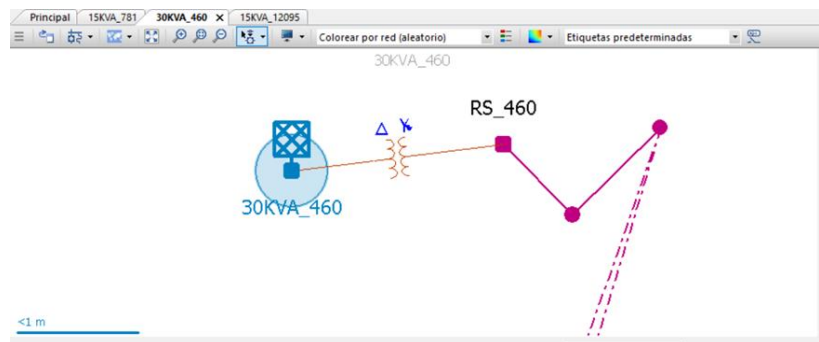 Principal 15KVA_781 30KVA_460 15KVA_12095
Colorear por red (aleatorio) Etiquetas predeterminadas
30KVA_460
Δ Y
RS_460
30KVA_460
<1 m